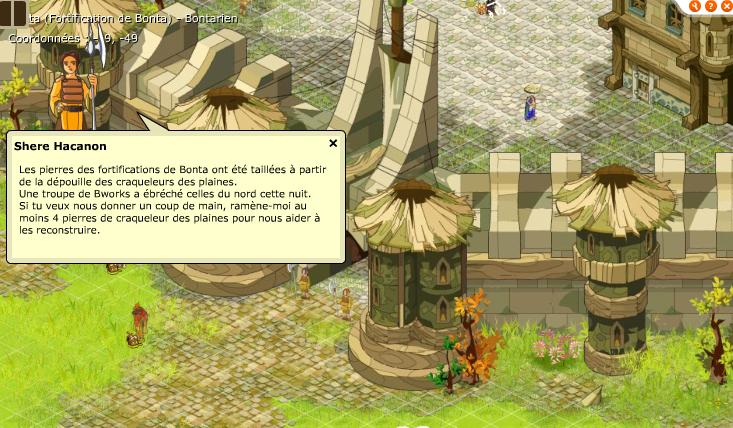 ta (Fortification de Bonta) - Bontarien
Coordonnées : -49
Shere Hacanon
Les pierres des fortifications de Bonta ont été taillées à partir
de la dépouille des craqueleurs des plaines.
Une troupe de Bworks a ébréché celles du nord cette nuit.
Si tu veux nous donner un coup de main, ramène-moi au
moins 4 pierres de craqueleur des plaines pour nous aider à
les reconstruire.